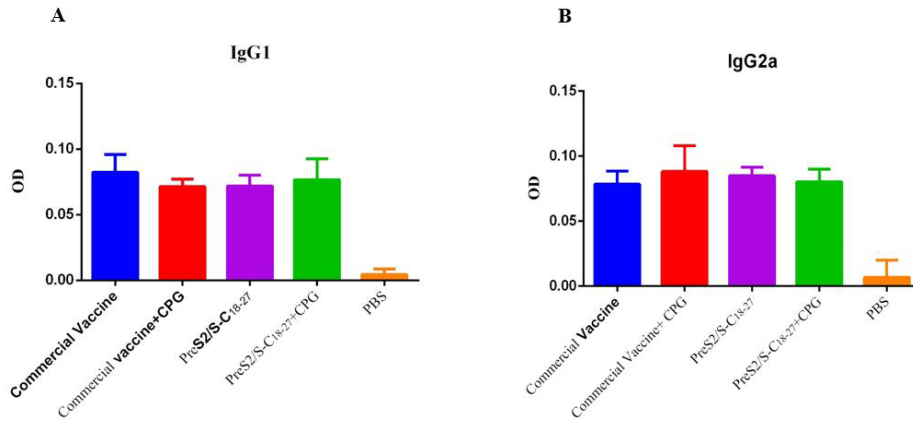 A
IgG1
OD
0.15
0.10
0.05
0.00
Commercial Vaccine
Commercial vaccine+CPG
PreS2/S-C18-27
PreS2/S-C18-27+CPG
PBS
B
IgG2a
OD
0.15
0.10
0.05
0.00
Commercial Vaccine
Commercial Vaccine+ CPG
PreS2/S-C18-27
PreS2/S-C18-27+CPG
PBS